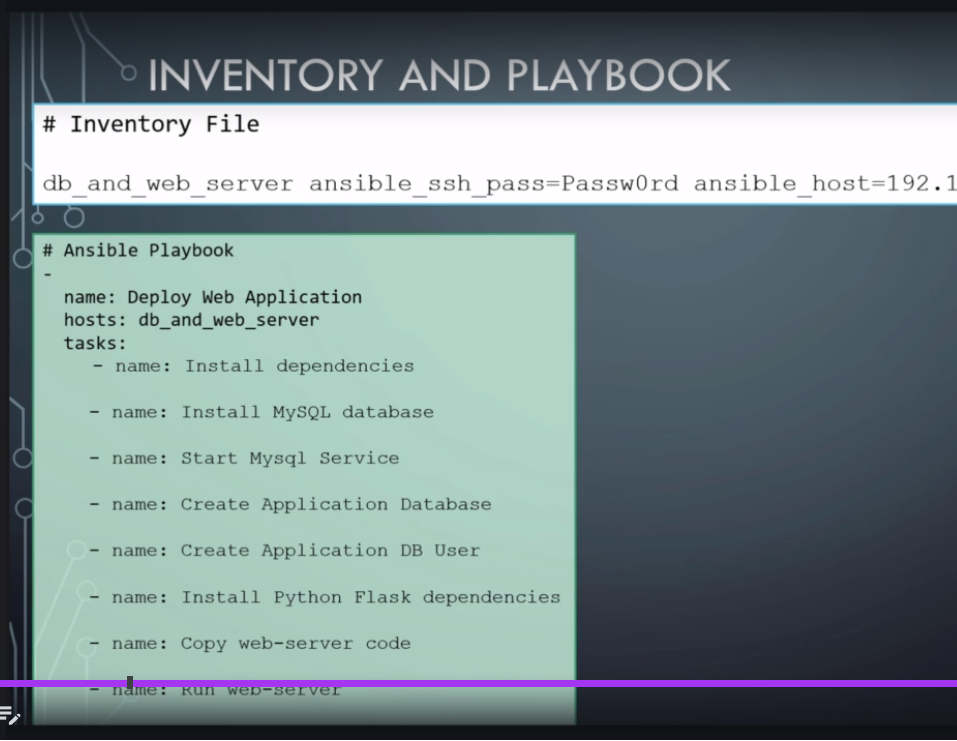 INVENTORY AND PLAYBOOK
# Inventory File
db_and_web_server ansible_ssh_pass=Passw0rd ansible_host=192.1
# Ansible Playbook
-
name: Deploy Web Application
hosts: db_and_web_server
tasks:
- name: Install dependencies
- name: Install MySQL database
- name: Start Mysql Service
- name: Create Application Database
- name: Create Application DB User
- name: Install Python Flask dependencies
- name: Copy web-server code
- name: Run web-server